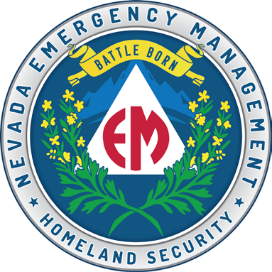 NEVADA EMERGENCY MANAGEMENT
BATTLE BORN
EM
HOMELAND SECURITY